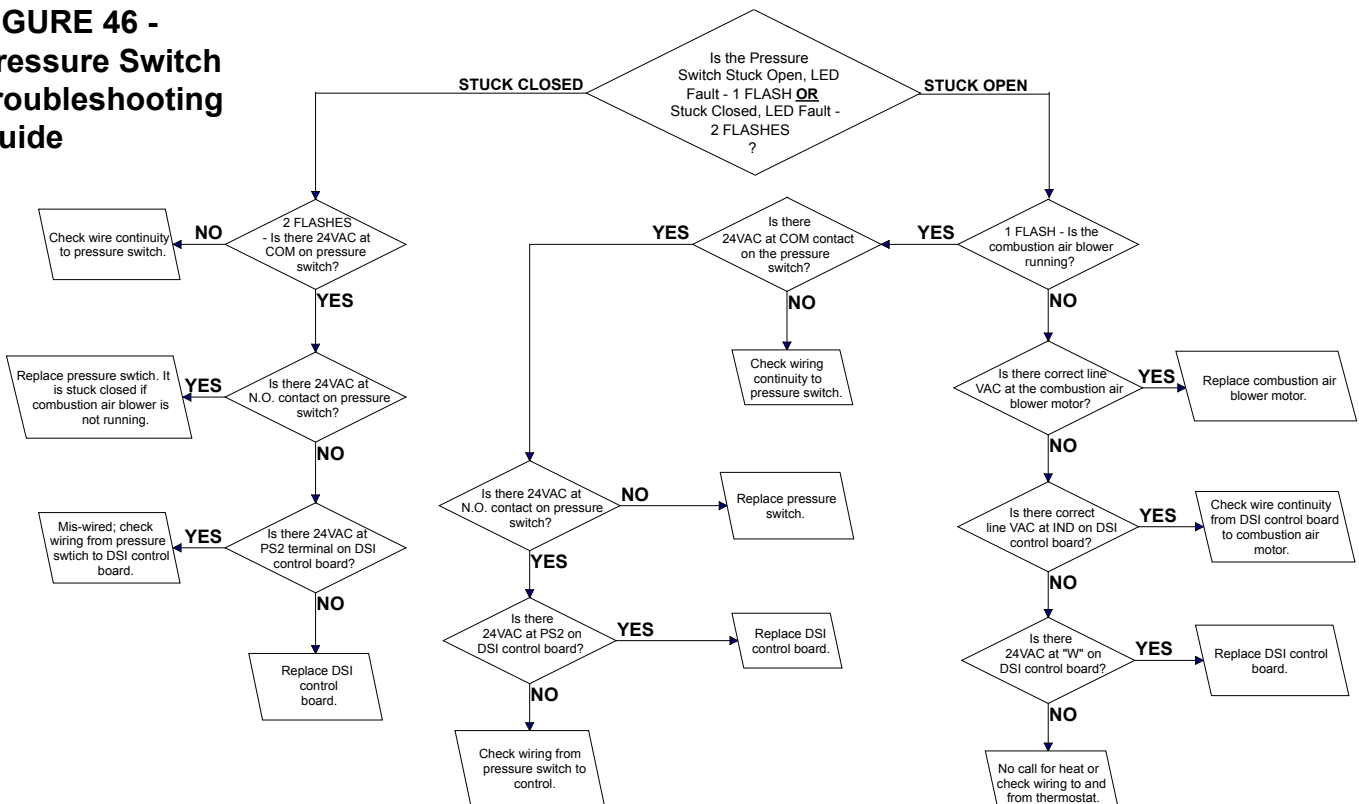 GURE 46 -
ressure Switch
roubleshooting
uide
Is the Pressure
Switch Stuck Open, LED
Fault - 1 FLASH OR
Stuck Closed, LED Fault -
2 FLASHES
?
STUCK CLOSED
STUCK OPEN
2 FLASHES
- Is there 24VAC at
COM on pressure
switch?
NO
Check wire continuity
to pressure switch.
YES
Is there 24VAC at
N.O. contact on pressure
switch?
YES
Replace pressure swtich. It
is stuck closed if
combustion air blower is
not running.
NO
Is there 24VAC at
PS2 terminal on DSI
control board?
YES
Mis-wired; check
wiring from pressure
swtich to DSI control
board.
NO
Replace DSI
control
board.
1 FLASH - Is the
combustion air blower
running?
YES
Is there
24VAC at COM contact
on the pressure
switch?
YES
NO
Check wiring
continuity to
pressure switch.
Is there 24VAC at
N.O. contact on pressure
switch?
NO
Replace pressure
switch.
YES
Is there
24VAC at PS2 on
DSI control board?
YES
Replace DSI
control board.
NO
Check wiring from
pressure switch to
control.
NO
Is there correct line
VAC at the combustion air
blower motor?
YES
Replace combustion air
blower motor.
NO
Is there correct
line VAC at IND on DSI
control board?
YES
Check wire continuity
from DSI control board
to combustion air
motor.
NO
Is there
24VAC at "W" on
DSI control board?
YES
Replace DSI control
board.
NO
No call for heat or
check wiring to and
from thermostat.